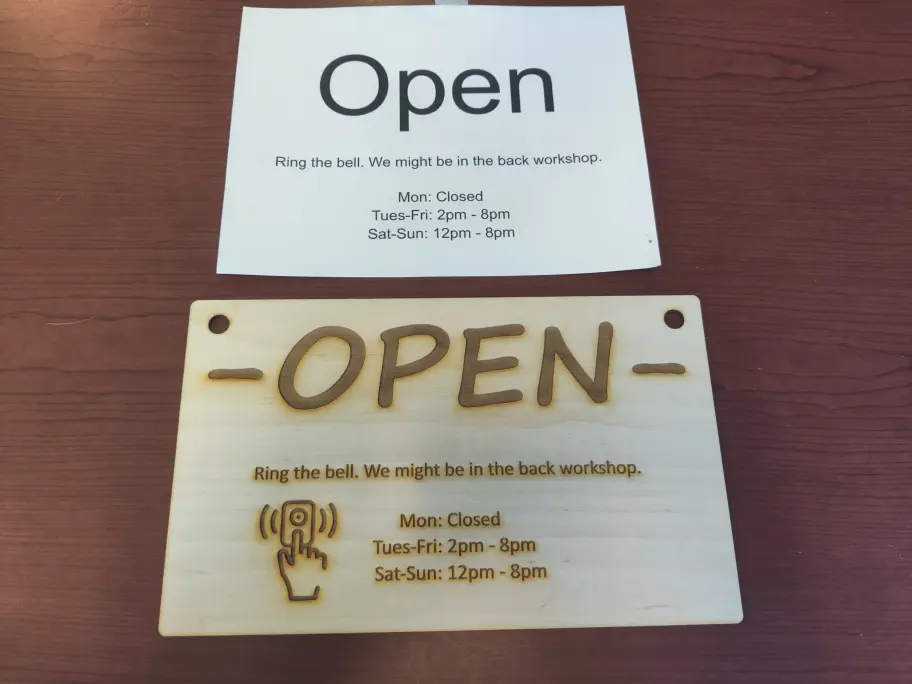 Open
Ring the bell. We might be in the back workshop.
Mon: Closed
Tues-Fri: 2pm - 8pm
Sat-Sun: 12pm - 8pm
-OPEN-
Ring the bell. We might be in the back workshop.
Mon: Closed
Tues-Fri: 2pm - 8pm
Sat-Sun: 12pm - 8pm